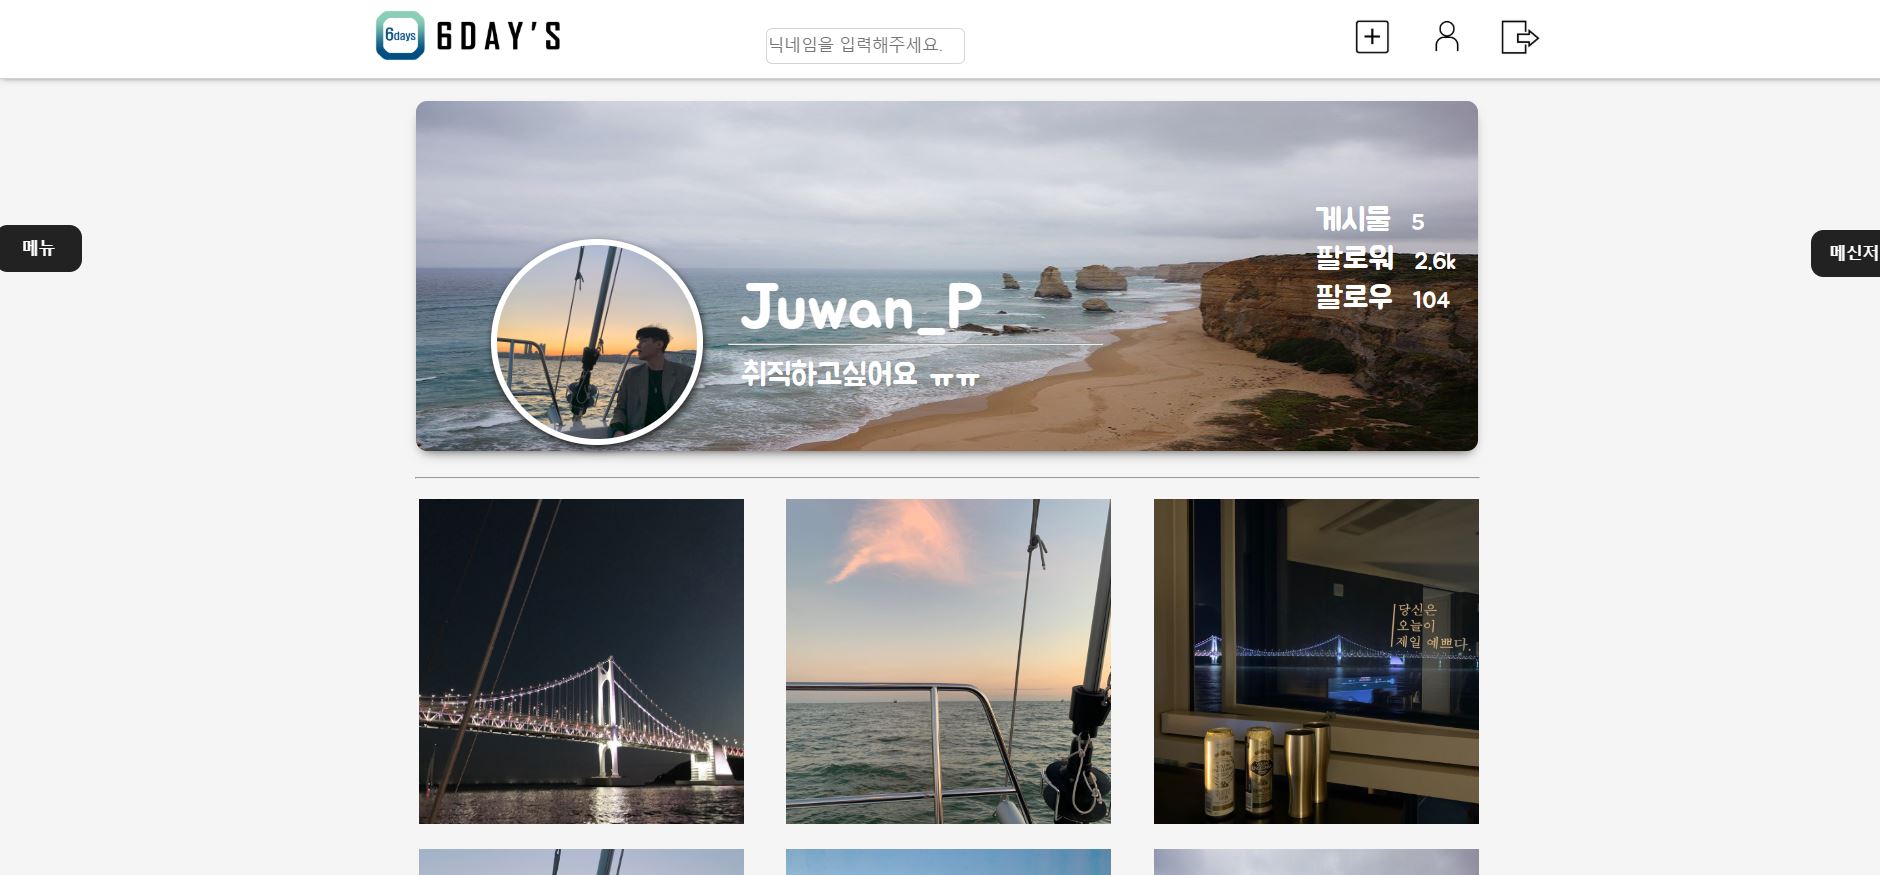 6days 6DAY'S
닉네임을 입력해주세요.
메뉴
메신저
게시물 5
팔로워 2.6k
팔로우 104
Juwan_P
취직하고싶어요 ㅠㅠ
당신은
오늘이
제일 예쁘다.